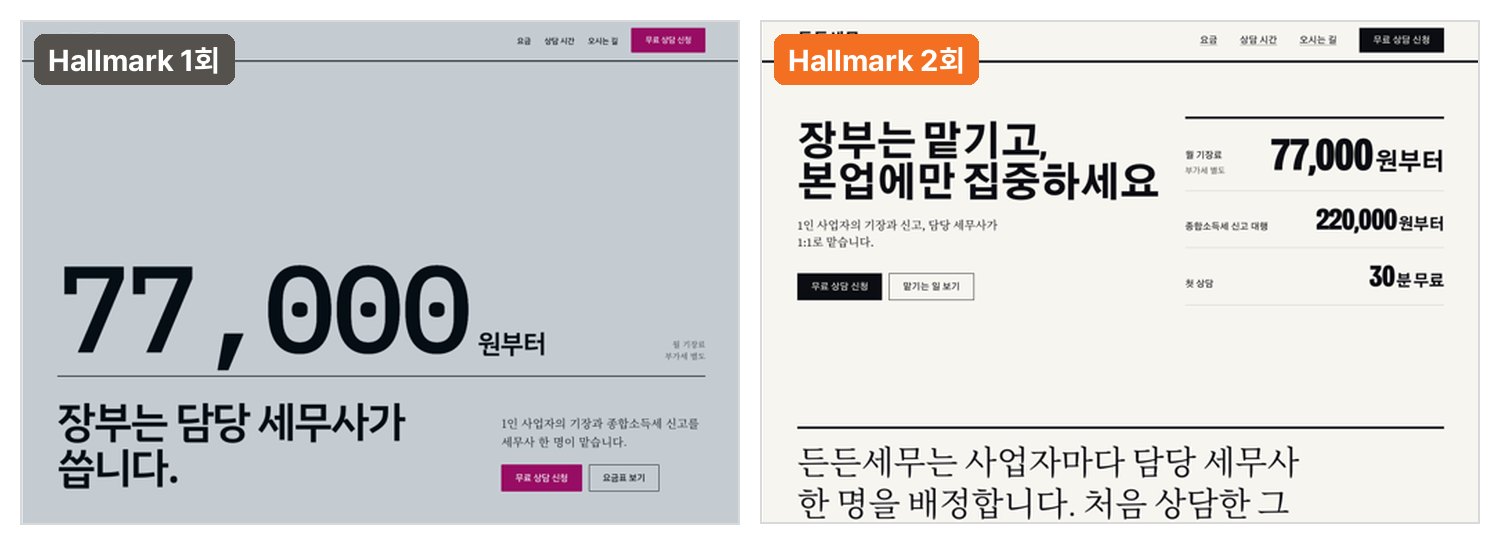 Hallmark 1회
요금 상담 시간 오시는 길 무료 상담 신청
77,000 원부터
월 기장료
부가세 별도
장부는 담당 세무사가
씁니다.
1인 사업자의 기장과 종합소득세 신고를
세무사 한 명이 맡습니다.
무료 상담 신청 요금표 보기
Hallmark 2회
요금 상담 시간 오시는 길 무료 상담 신청
장부는 맡기고,
본업에만 집중하세요
1인 사업자의 기장과 신고, 담당 세무사가
1:1로 맡습니다.
무료 상담 신청 맡기는 일 보기
월 기장료
부가세 별도
77,000 원부터
종합소득세 신고 대행 220,000 원부터
첫 상담 30분 무료
든든세무는 사업자마다 담당 세무사
한 명을 배정합니다. 처음 상담한 그